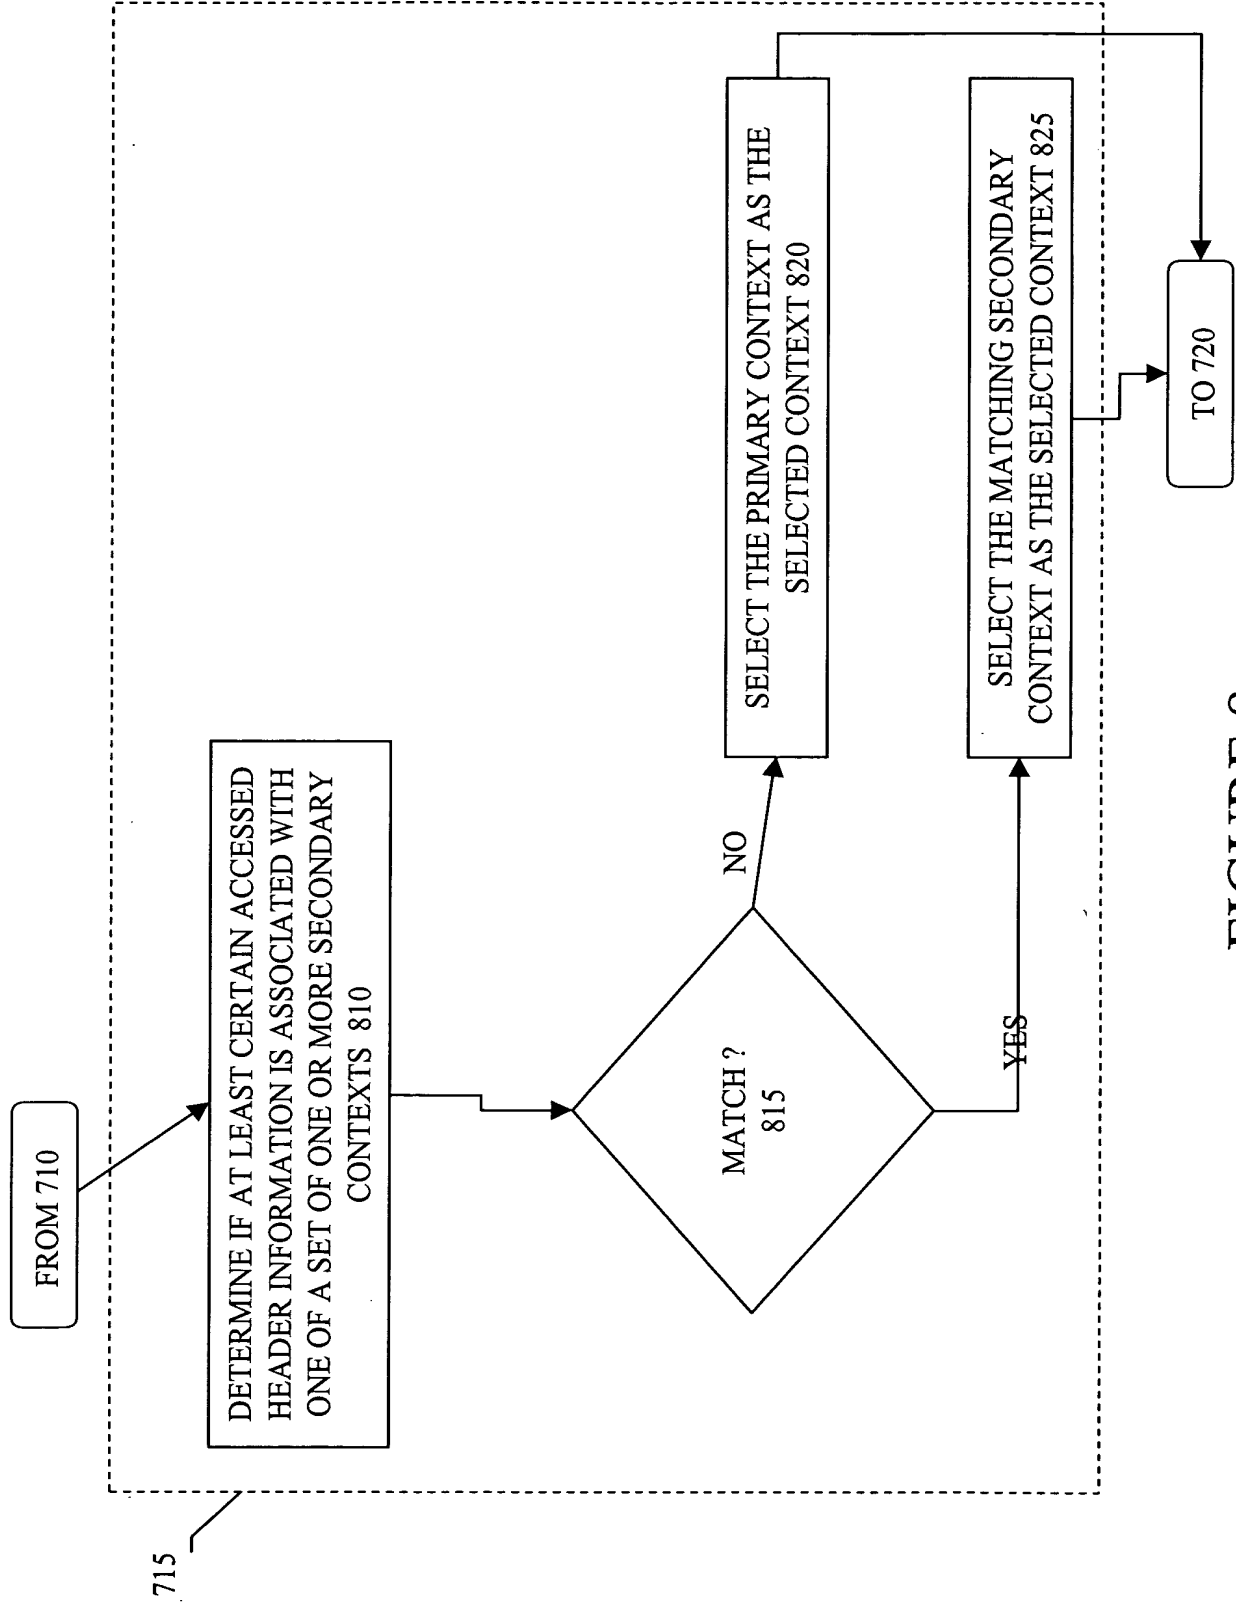 FROM 710
715
DETERMINE IF AT LEAST CERTAIN ACCESSED
HEADER INFORMATION IS ASSOCIATED WITH
ONE OF A SET OF ONE OR MORE SECONDARY
CONTEXTS 810
MATCH ?
815
NO
YES
SELECT THE PRIMARY CONTEXT AS THE
SELECTED CONTEXT 820
SELECT THE MATCHING SECONDARY
CONTEXT AS THE SELECTED CONTEXT 825
TO 720
FIGURE